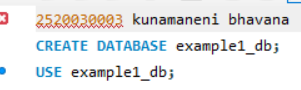 2520030003 kunamaneni bhavana
CREATE DATABASE example1_db;
USE example1_db;